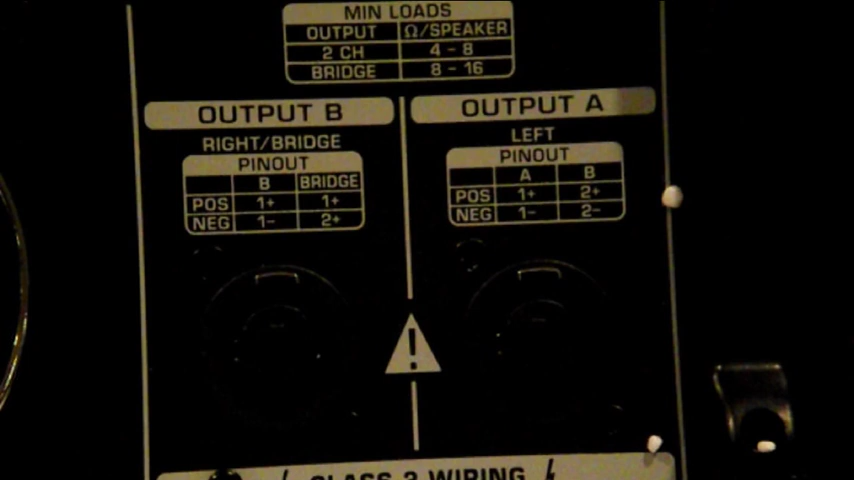 MIN LOADS
OUTPUT Ω/SPEAKER
2 CH 4 - 8
BRIDGE 8 - 16
OUTPUT B
RIGHT/BRIDGE
PINOUT
B BRIDGE
POS 1+ 1+
NEG 1- 2+
OUTPUT A
LEFT
PINOUT
A B
POS 1+ 2+
NEG 1- 2-
CLASS 2 WIRING